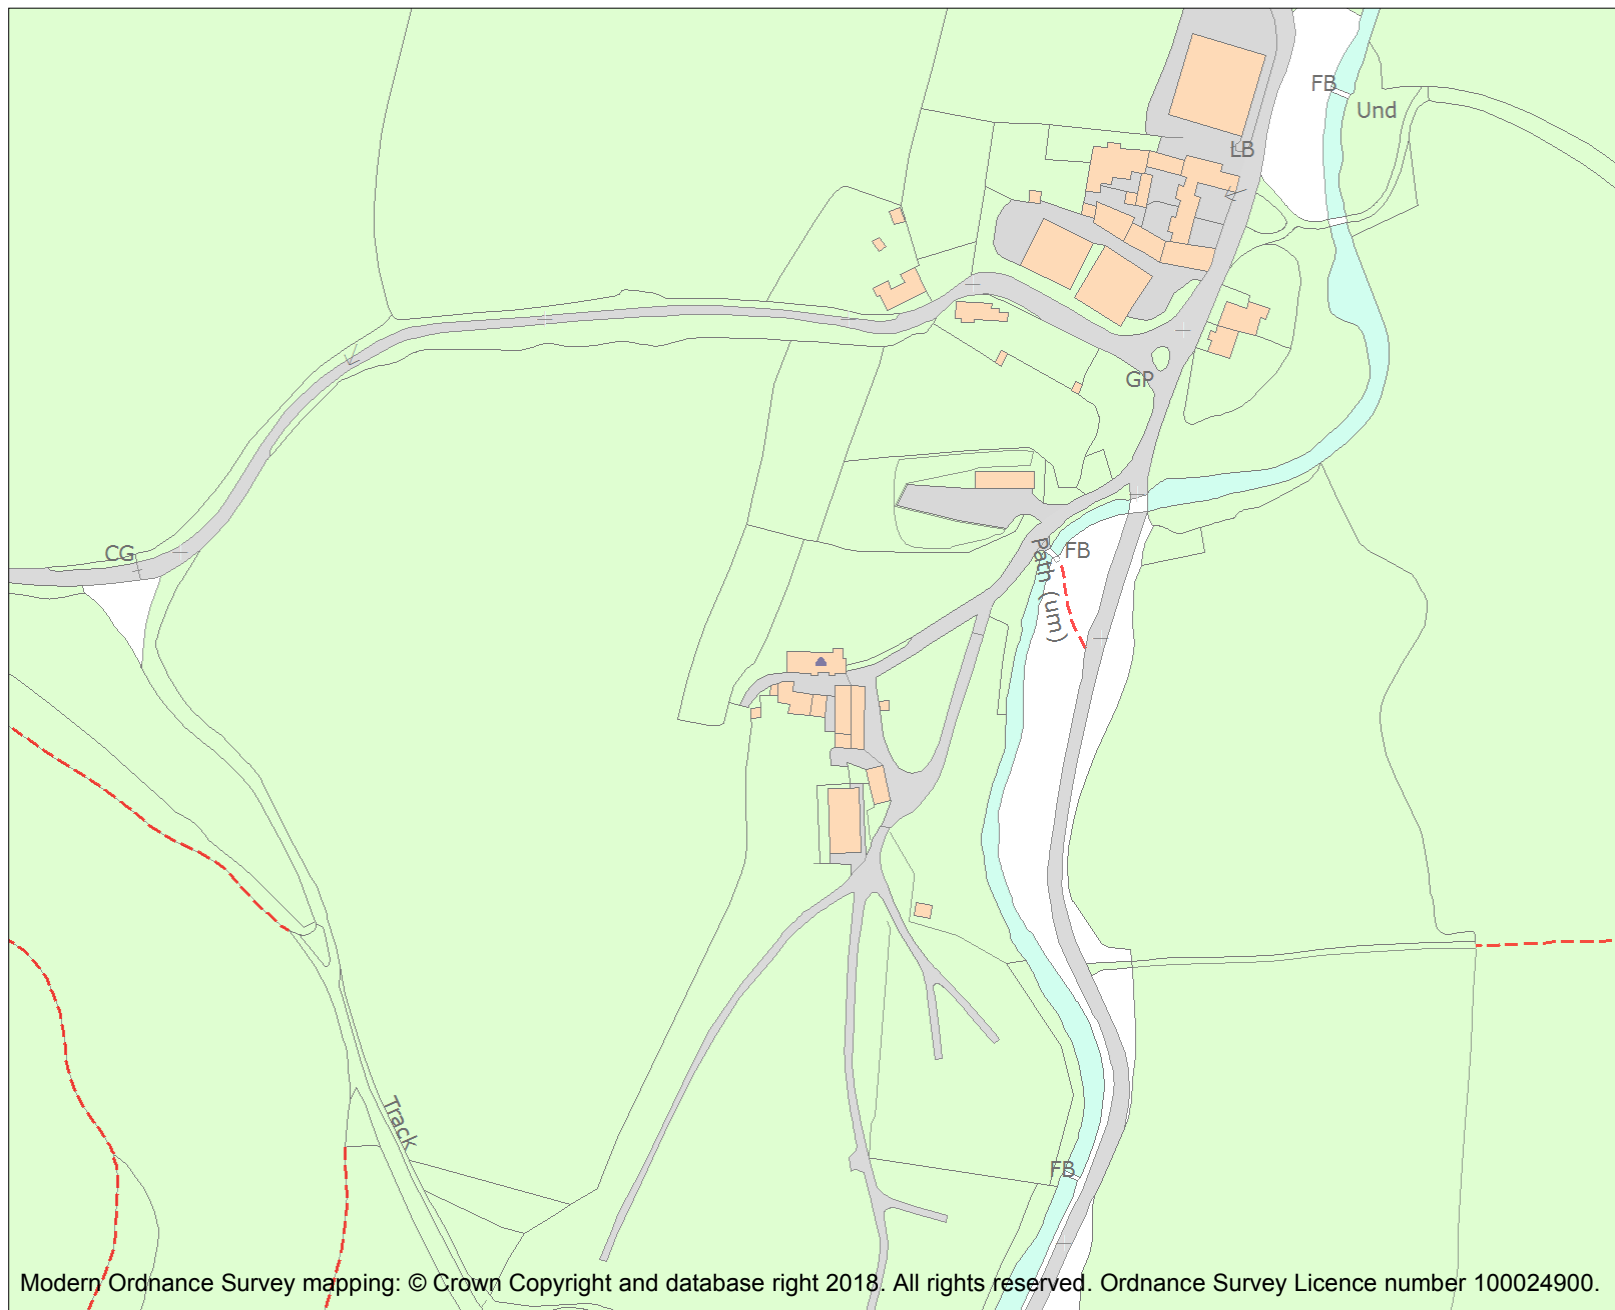 FB
Und
LB
GP
CG
FB
Path (um)
Track
FB
Modern Ordnance Survey mapping: © Crown Copyright and database right 2018. All rights reserved. Ordnance Survey Licence number 100024900.